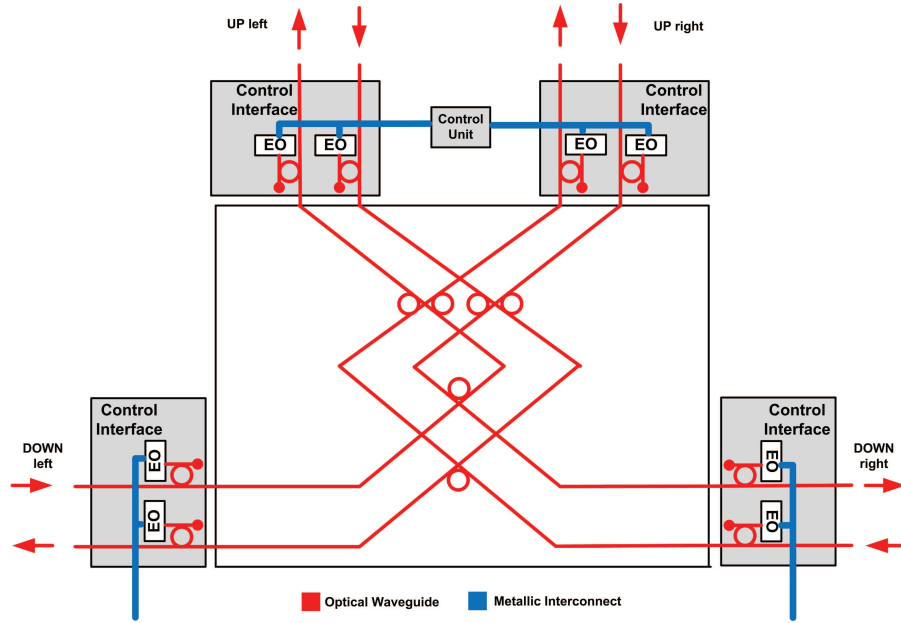 UP left
UP right
Control
Interface
EO
EO
Control
Unit
Control
Interface
EO
EO
Control
Interface
EO
EO
DOWN
left
Control
Interface
EO
EO
DOWN
right
Optical Waveguide
Metallic Interconnect